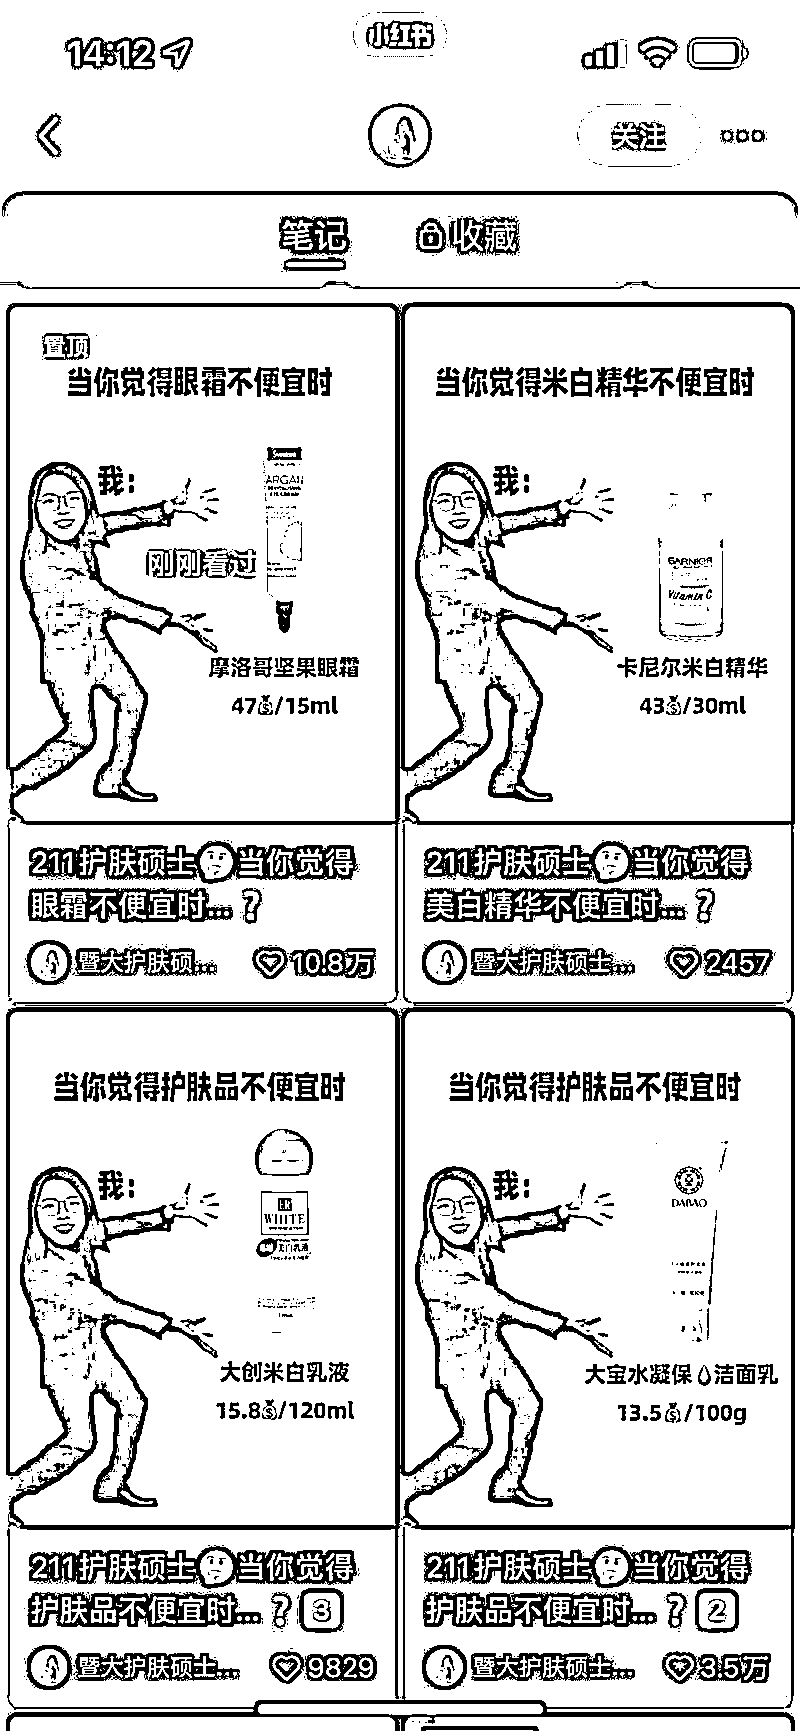 14:12
小红书
关注
笔记
收藏
置顶
当你觉得眼霜不便宜时
我:
ARGAN
刚刚看过
摩洛哥坚果眼霜
47💰/15ml
211护肤硕士🤔当你觉得
眼霜不便宜时...❔
暨大护肤硕...
10.8万
当你觉得米白精华不便宜时
我:
GARNIER
Vitamin C
卡尼尔米白精华
43💰/30ml
211护肤硕士🤔当你觉得
美白精华不便宜时...❔
暨大护肤硕士...
2457
当你觉得护肤品不便宜时
我:
ER
WHITE
美白乳液
大创米白乳液
15.8💰/120ml
211护肤硕士🤔当你觉得
护肤品不便宜时...❔3
暨大护肤硕士...
9829
当你觉得护肤品不便宜时
我:
DABAO
大宝水凝保💧洁面乳
13.5💰/100g
211护肤硕士🤔当你觉得
护肤品不便宜时...❔2
暨大护肤硕士...
3.5万